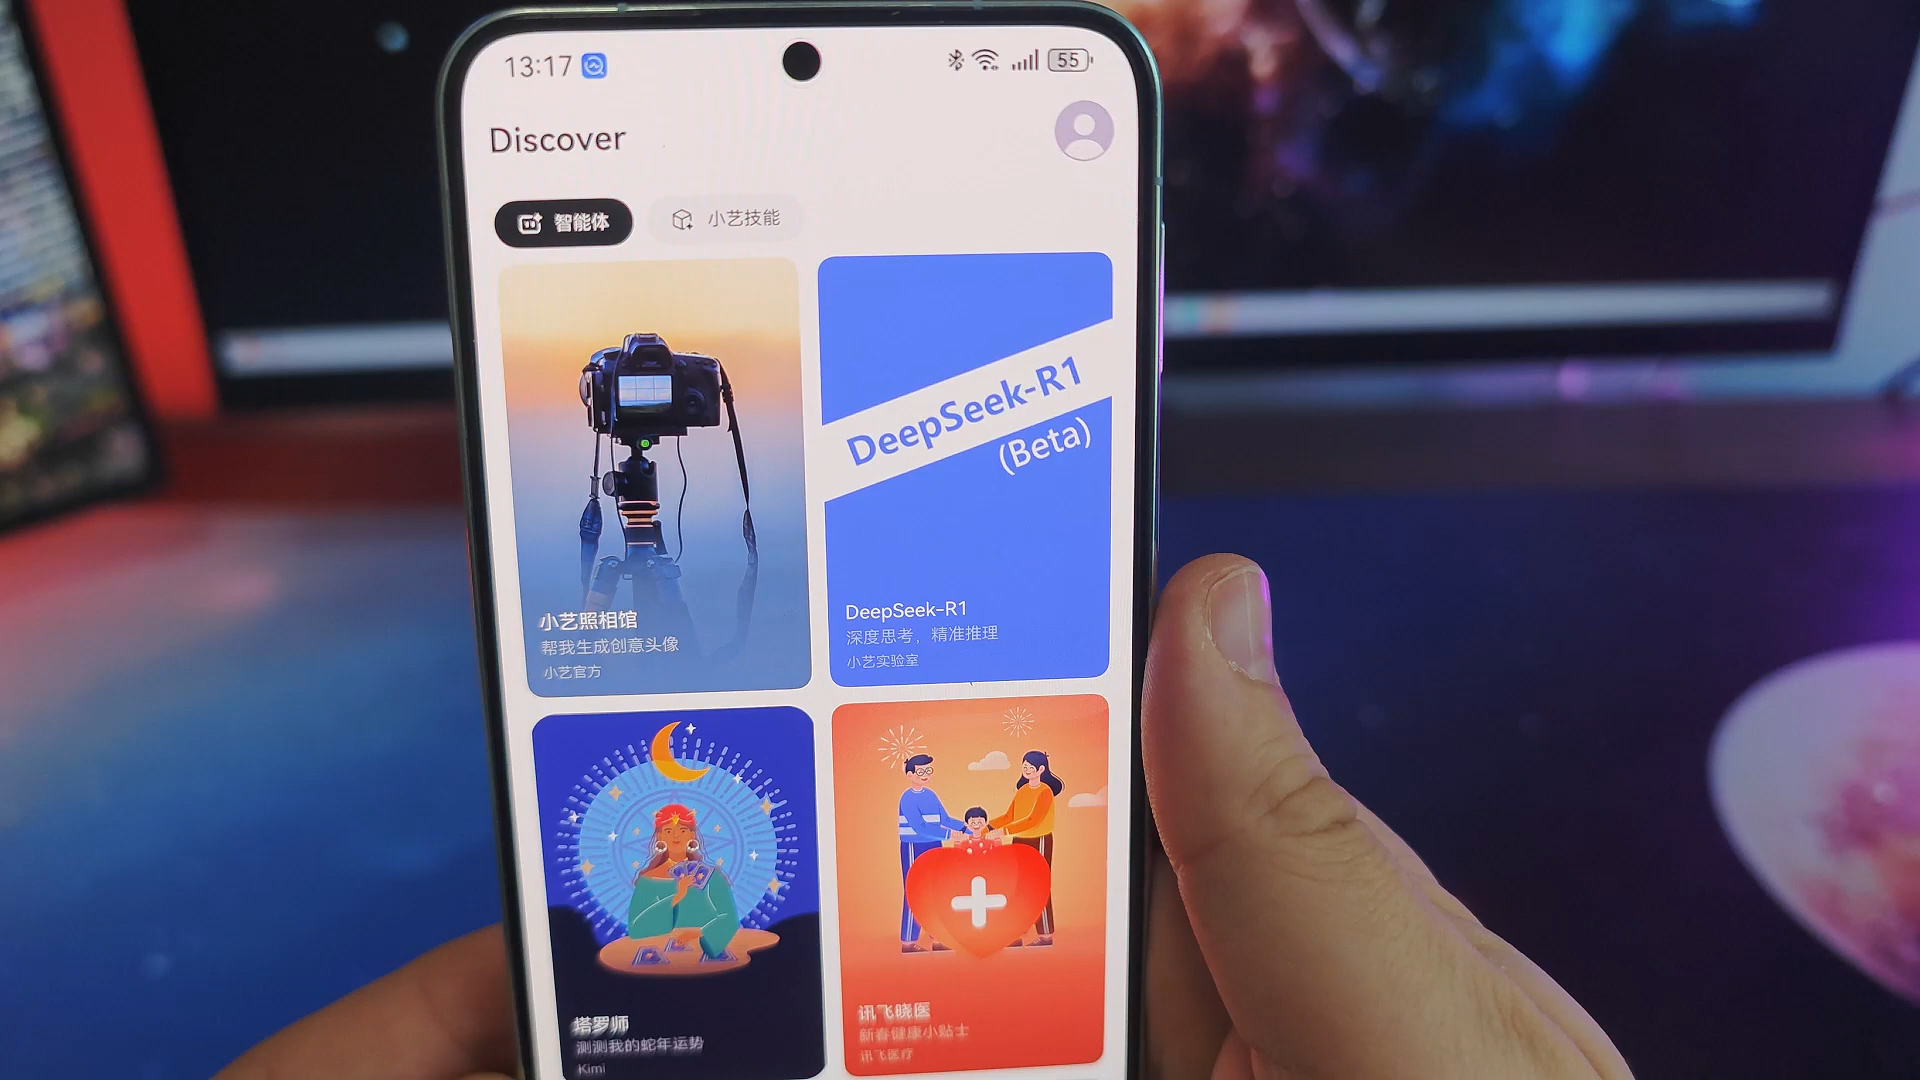 13:17
55
Discover
智能体
小艺技能
小艺照相馆
帮我生成创意头像
小艺官方
DeepSeek-R1
(Beta)
DeepSeek-R1
深度思考，精准推理
小艺实验室
塔罗师
测测我的蛇年运势
Kimi
讯飞晓医
新春健康小贴士
讯飞医疗